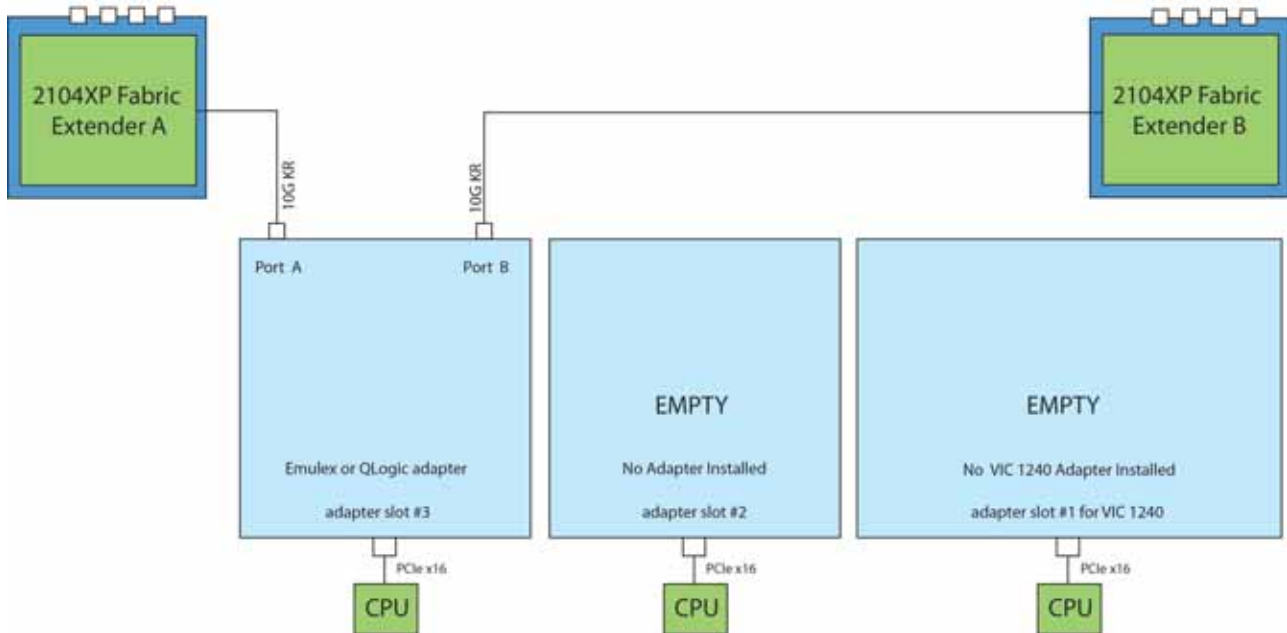 2104XP Fabric
Extender A
2104XP Fabric
Extender B
10G KR
10G KR
Port A
Port B
Emulex or QLogic adapter
adapter slot #3
EMPTY
No Adapter Installed
adapter slot #2
EMPTY
No VIC 1240 Adapter Installed
adapter slot #1 for VIC 1240
PCIe x16
PCIe x16
PCIe x16
CPU
CPU
CPU